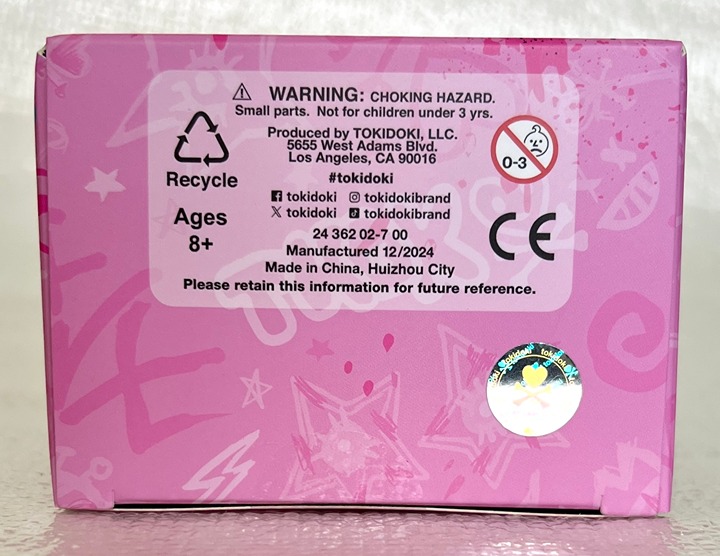 ⚠ WARNING: CHOKING HAZARD.
Small parts. Not for children under 3 yrs.
Produced by TOKIDOKI, LLC.
5655 West Adams Blvd.
Los Angeles, CA 90016
#tokidoki
tokidoki tokidokibrand
tokidoki tokidokibrand
24 362 02-7 00
Manufactured 12/2024
Made in China, Huizhou City
Please retain this information for future reference.
Recycle
Ages
8+
0-3
CE
tokidoki